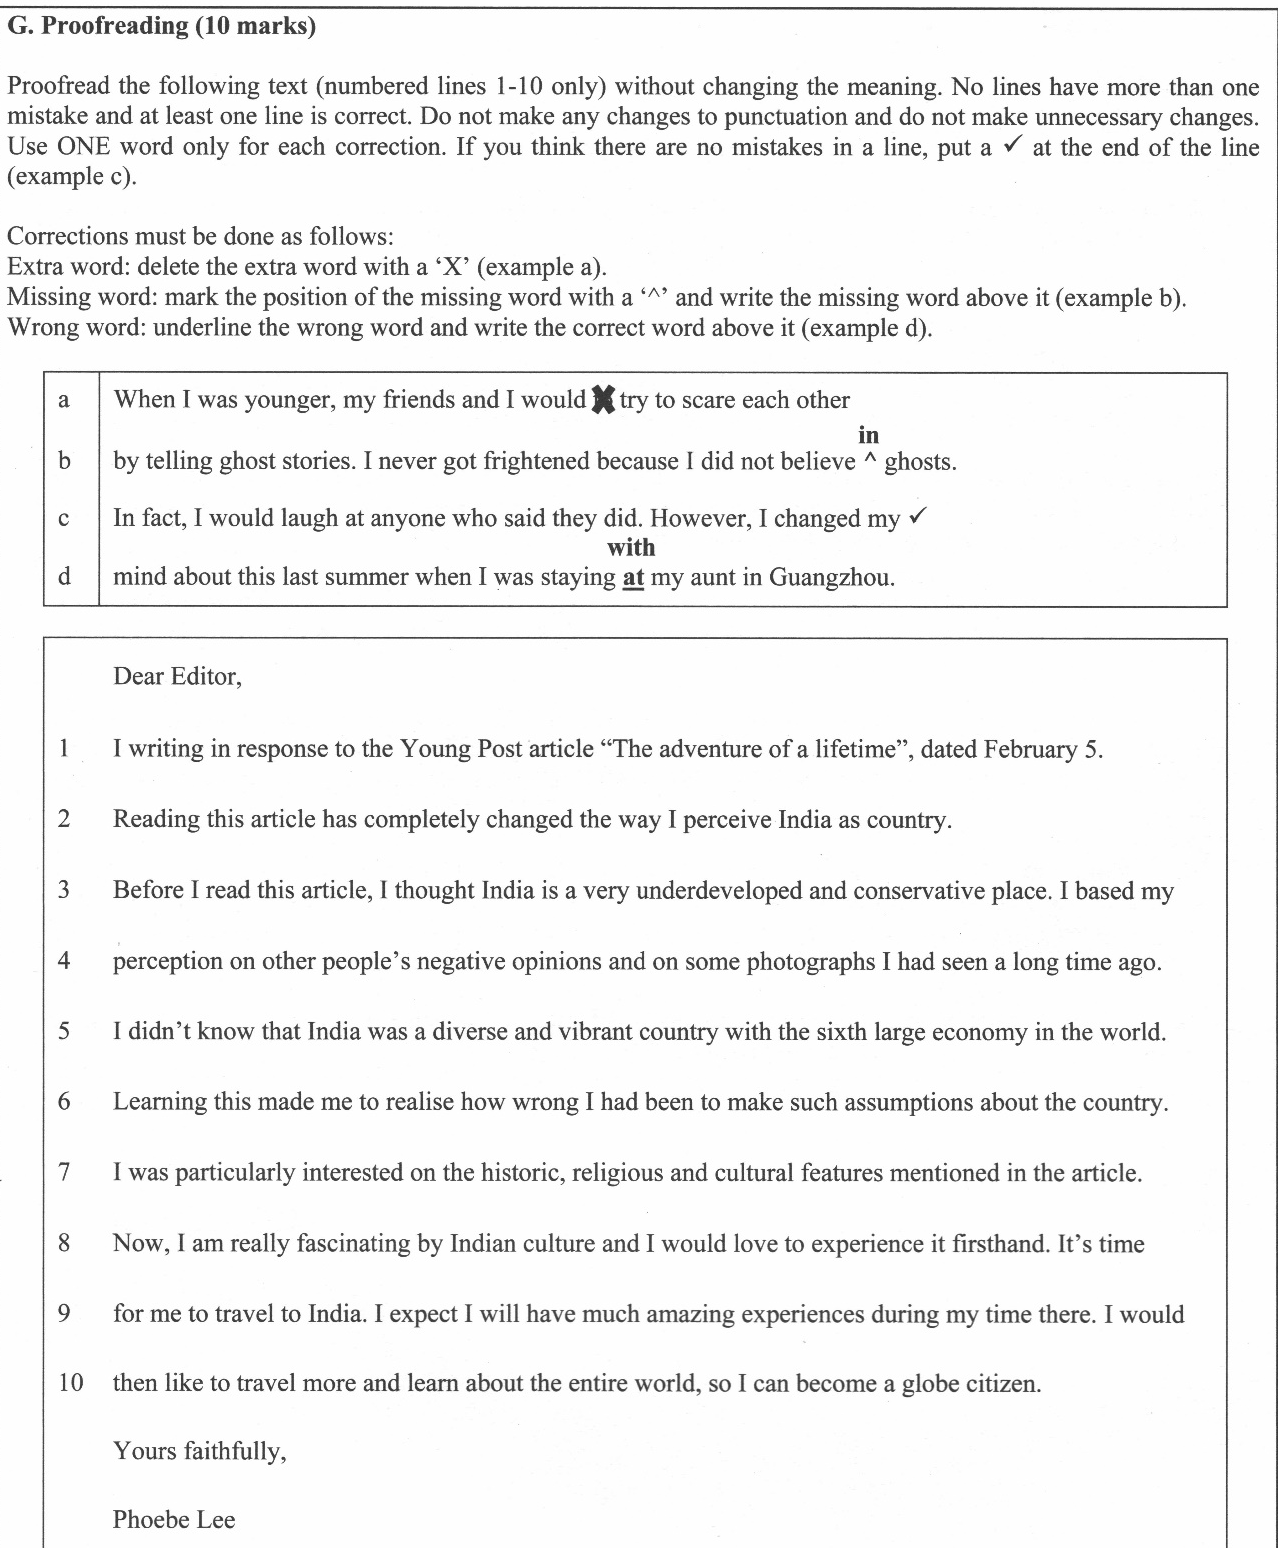 G. Proofreading (10 marks)
Proofread the following text (numbered lines 1-10 only) without changing the meaning. No lines have more than one
mistake and at least one line is correct. Do not make any changes to punctuation and do not make unnecessary changes.
Use ONE word only for each correction. If you think there are no mistakes in a line, put a ✓ at the end of the line
(example c).
Corrections must be done as follows:
Extra word: delete the extra word with a ‘X’ (example a).
Missing word: mark the position of the missing word with a ‘^’ and write the missing word above it (example b).
Wrong word: underline the wrong word and write the correct word above it (example d).
a When I was younger, my friends and I would ✗ try to scare each other
in
b by telling ghost stories. I never got frightened because I did not believe ^ ghosts.
c In fact, I would laugh at anyone who said they did. However, I changed my ✓
with
d mind about this last summer when I was staying at my aunt in Guangzhou.
Dear Editor,
1 I writing in response to the Young Post article “The adventure of a lifetime”, dated February 5.
2 Reading this article has completely changed the way I perceive India as country.
3 Before I read this article, I thought India is a very underdeveloped and conservative place. I based my
4 perception on other people’s negative opinions and on some photographs I had seen a long time ago.
5 I didn’t know that India was a diverse and vibrant country with the sixth large economy in the world.
6 Learning this made me to realise how wrong I had been to make such assumptions about the country.
7 I was particularly interested on the historic, religious and cultural features mentioned in the article.
8 Now, I am really fascinating by Indian culture and I would love to experience it firsthand. It’s time
9 for me to travel to India. I expect I will have much amazing experiences during my time there. I would
10 then like to travel more and learn about the entire world, so I can become a globe citizen.
Yours faithfully,
Phoebe Lee